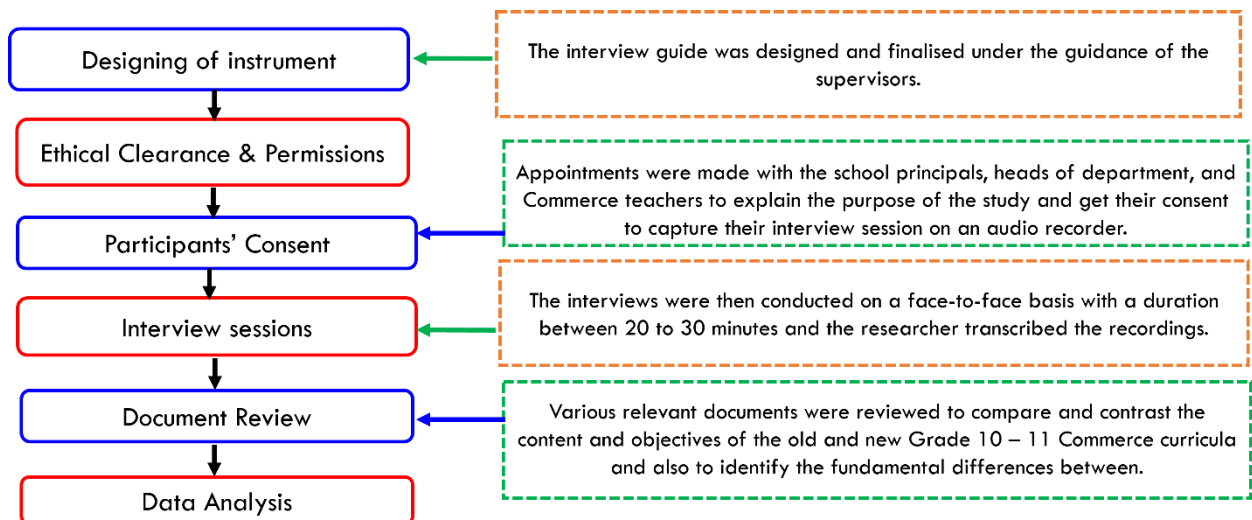 Designing of instrument
The interview guide was designed and finalised under the guidance of the
supervisors.
Ethical Clearance & Permissions
Appointments were made with the school principals, heads of department, and
Commerce teachers to explain the purpose of the study and get their consent
to capture their interview session on an audio recorder.
Participants’ Consent
The interviews were then conducted on a face-to-face basis with a duration
between 20 to 30 minutes and the researcher transcribed the recordings.
Interview sessions
Various relevant documents were reviewed to compare and contrast the
content and objectives of the old and new Grade 10 – 11 Commerce curricula
and also to identify the fundamental differences between.
Document Review
Data Analysis